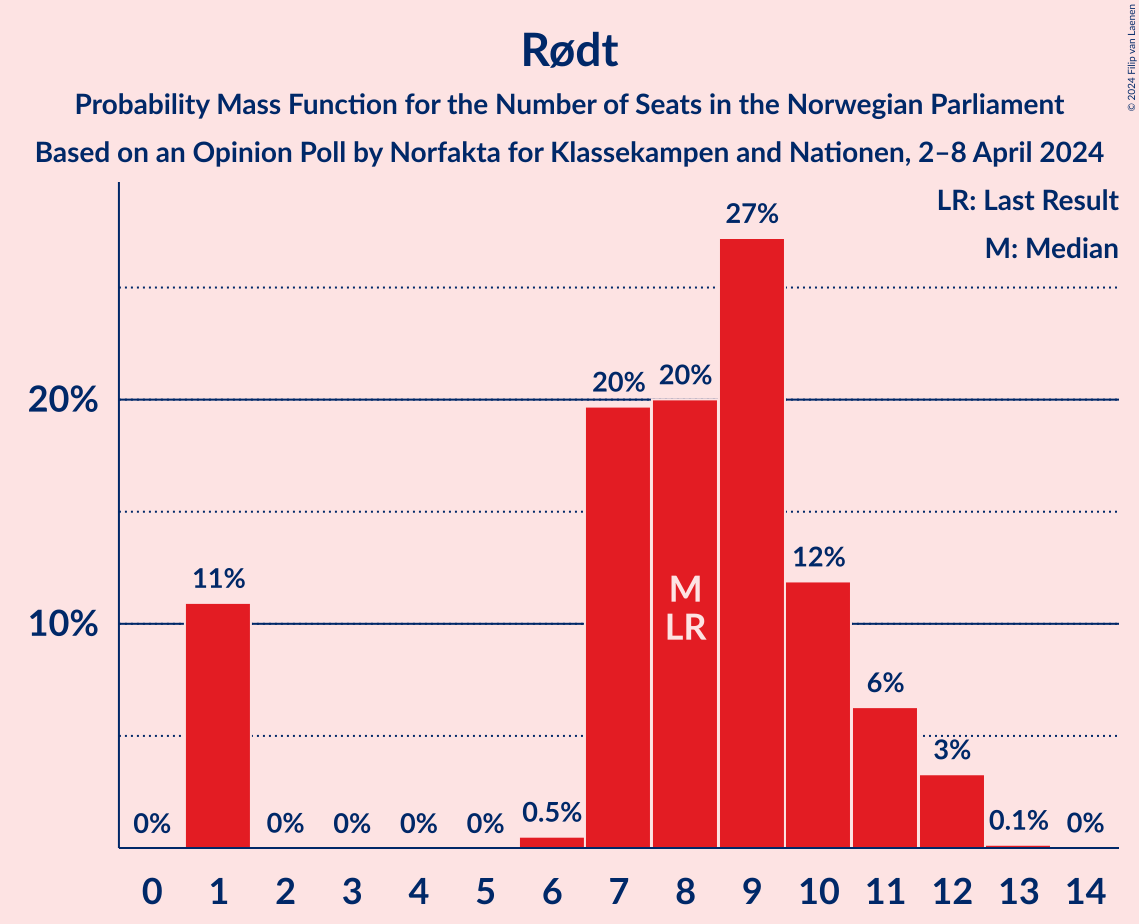 Rødt
Probability Mass Function for the Number of Seats in the Norwegian Parliament
Based on an Opinion Poll by Norfakta for Klassekampen and Nationen, 2–8 April 2024
© 2024 Filip van Laenen
LR: Last Result
M: Median
27%
20%
20%
20%
12%
11%
10%
6%
3%
0% 0% 0% 0% 0% 0.5% 0.1% 0%
M
LR
0 1 2 3 4 5 6 7 8 9 10 11 12 13 14